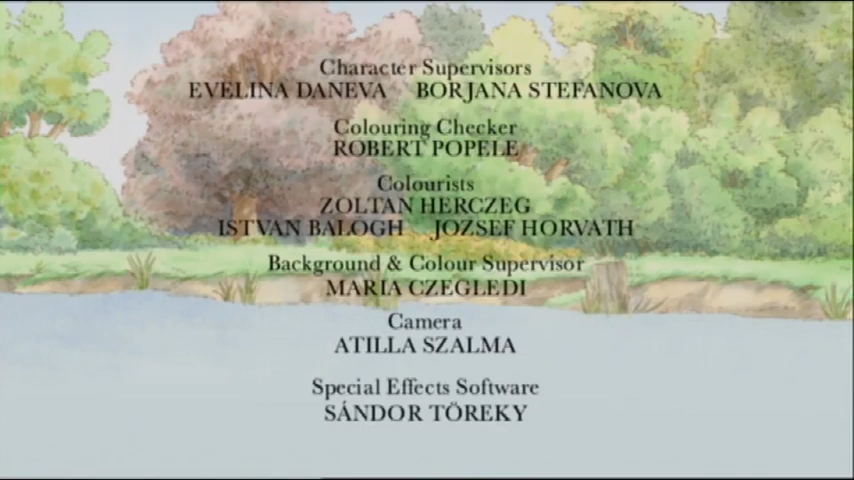 Character Supervisors
EVELINA DANEVA BORJANA STEFANOVA
Colouring Checker
ROBERT POPELE
Colourists
ZOLTAN HERCZEG
ISTVAN BALOGH JOZSEF HORVATH
Background & Colour Supervisor
MARIA CZEGLEDI
Camera
ATILLA SZALMA
Special Effects Software
SÁNDOR TÖREKY